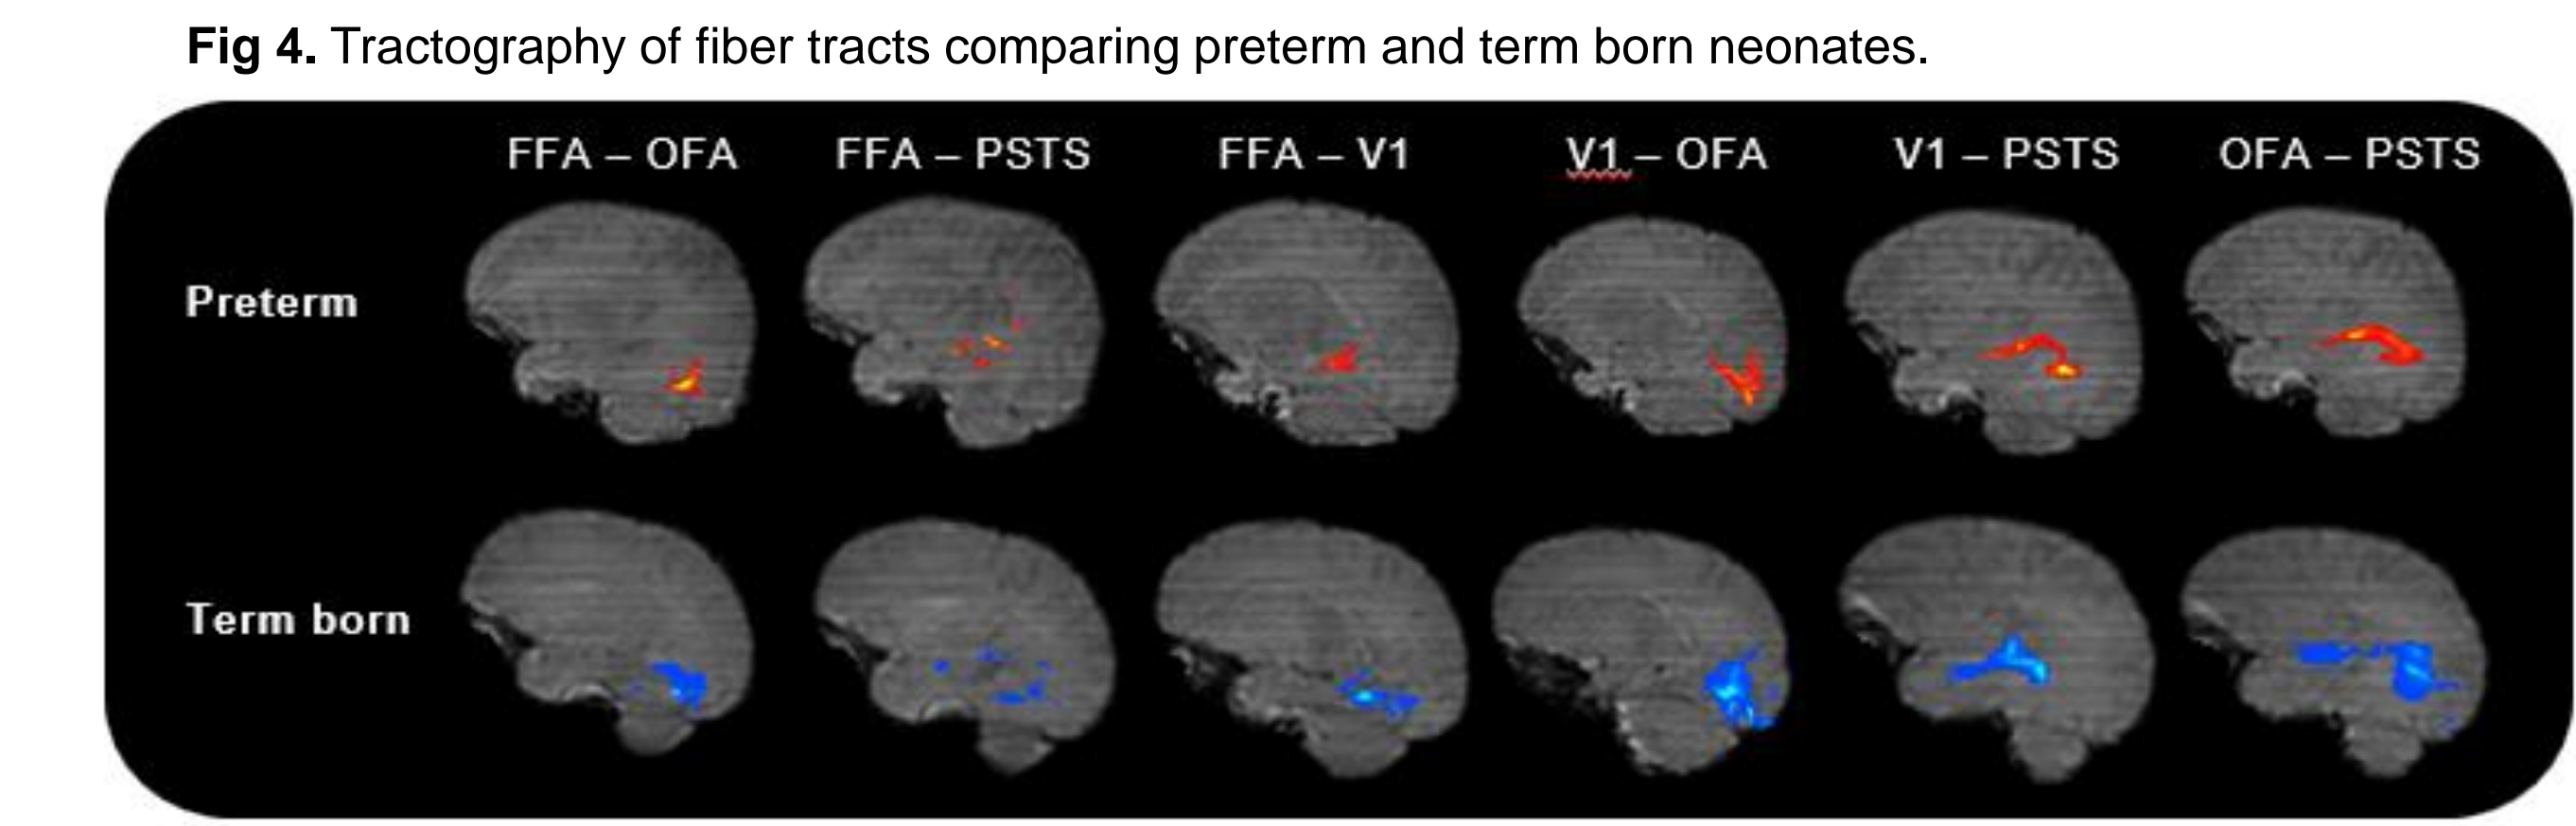 Fig 4. Tractography of fiber tracts comparing preterm and term born neonates.
FFA – OFA FFA – PSTS FFA – V1 V1 – OFA V1 – PSTS OFA – PSTS
Preterm
Term born